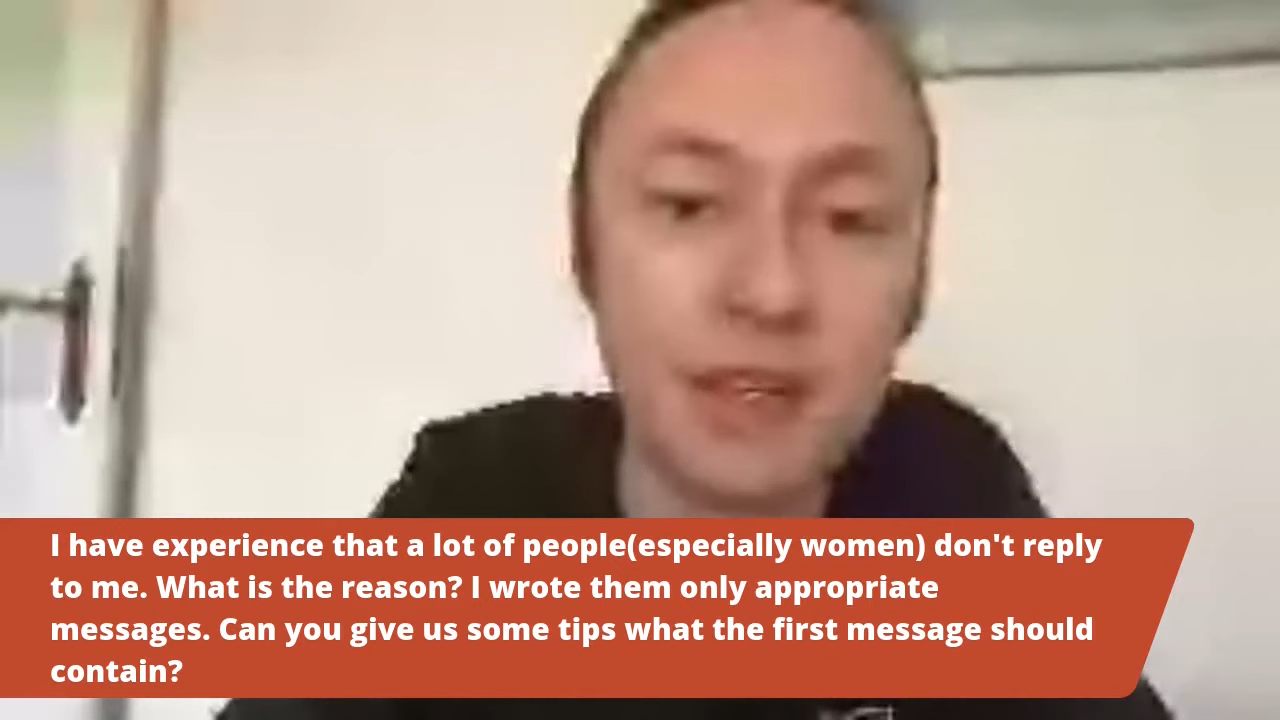 I have experience that a lot of people(especially women) don't reply
to me. What is the reason? I wrote them only appropriate
messages. Can you give us some tips what the first message should
contain?